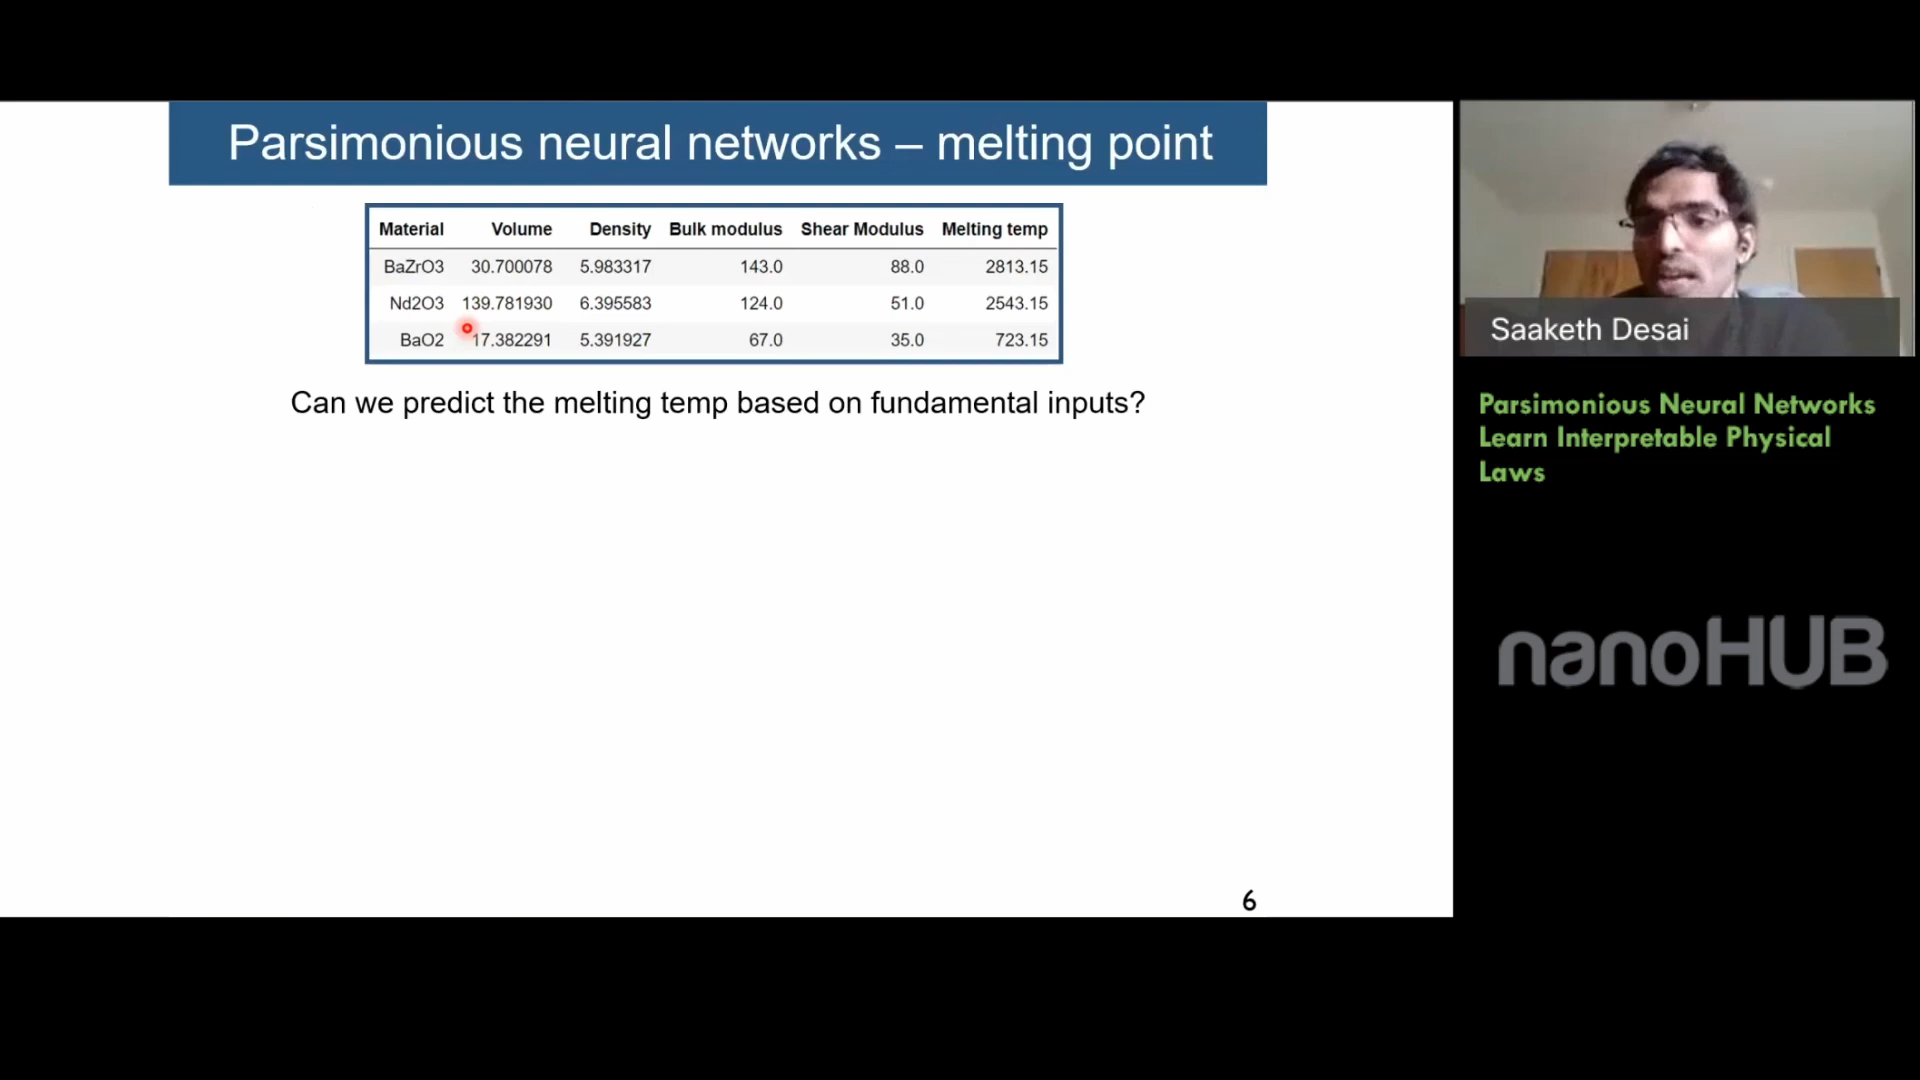 Parsimonious neural networks – melting point
Material Volume Density Bulk modulus Shear Modulus Melting temp
BaZrO3 30.700078 5.983317 143.0 88.0 2813.15
Nd2O3 139.781930 6.395583 124.0 51.0 2543.15
BaO2 17.382291 5.391927 67.0 35.0 723.15
Can we predict the melting temp based on fundamental inputs?
6
Saaketh Desai
Parsimonious Neural Networks
Learn Interpretable Physical
Laws
nanoHUB